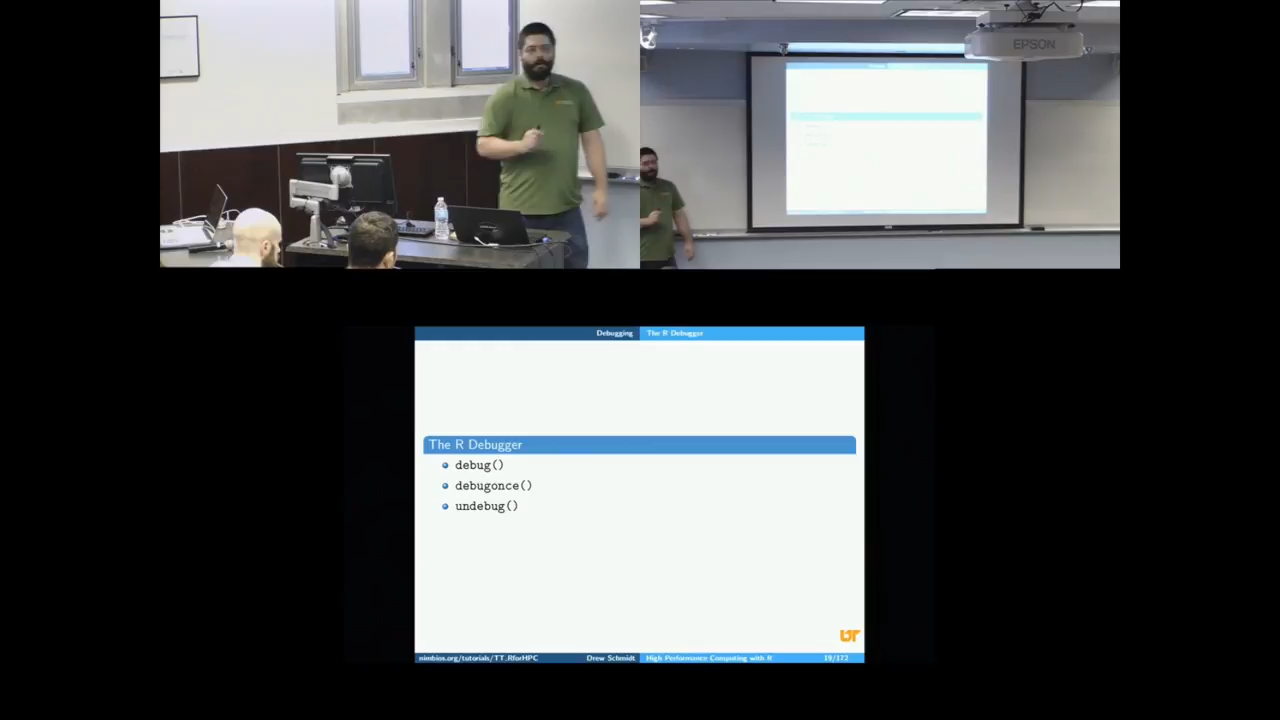 EPSON
Debugging The R Debugger
The R Debugger
debug()
debugonce()
undebug()
UT
nimbios.org/tutorials/TT_RforHPC Drew Schmidt High Performance Computing with R 19/172